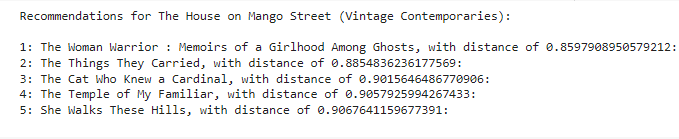 Recommendations for The House on Mango Street (Vintage Contemporaries):
1: The Woman Warrior : Memoirs of a Girlhood Among Ghosts, with distance of 0.8597908950579212:
2: The Things They Carried, with distance of 0.8854836236177569:
3: The Cat Who Knew a Cardinal, with distance of 0.9015646486770906:
4: The Temple of My Familiar, with distance of 0.9057925994267433:
5: She Walks These Hills, with distance of 0.9067641159677391: